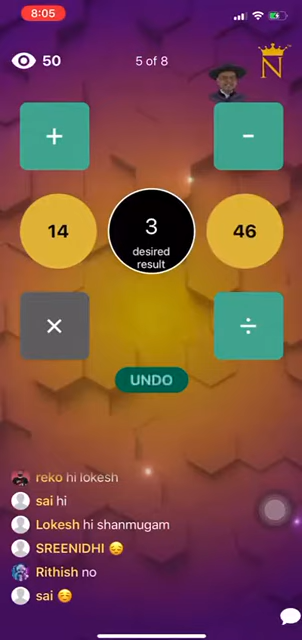 8:05
50
5 of 8
N
+
-
14
3
46
desired
result
×
÷
UNDO
reko hi lokesh
sai hi
Lokesh hi shanmugam
SREENIDHI 😔
Rithish no
sai ☺️